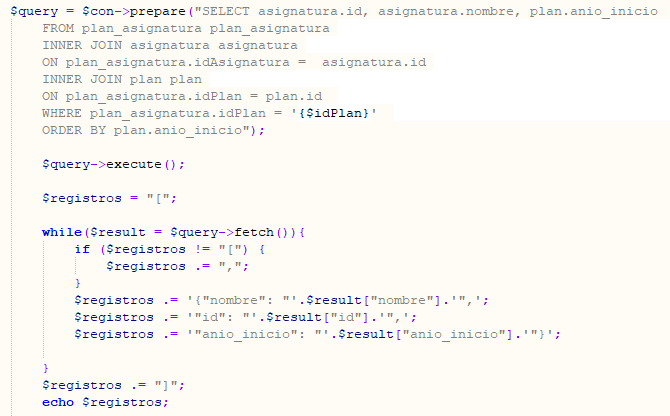 $query = $con->prepare("SELECT asignatura.id, asignatura.nombre, plan.anio_inicio
FROM plan_asignatura plan_asignatura
INNER JOIN asignatura asignatura
ON plan_asignatura.idAsignatura =  asignatura.id
INNER JOIN plan plan
ON plan_asignatura.idPlan = plan.id
WHERE plan_asignatura.idPlan = '{$idPlan}'
ORDER BY plan.anio_inicio");
$query->execute();
$registros = "[";
while($result = $query->fetch()){
if ($registros != "[") {
$registros .= ",";
}
$registros .= '{"nombre": "'.$result["nombre"].'",';
$registros .= '"id": "'.$result["id"].'",';
$registros .= '"anio_inicio": "'.$result["anio_inicio"].'"}';
}
$registros .= "]";
echo $registros;